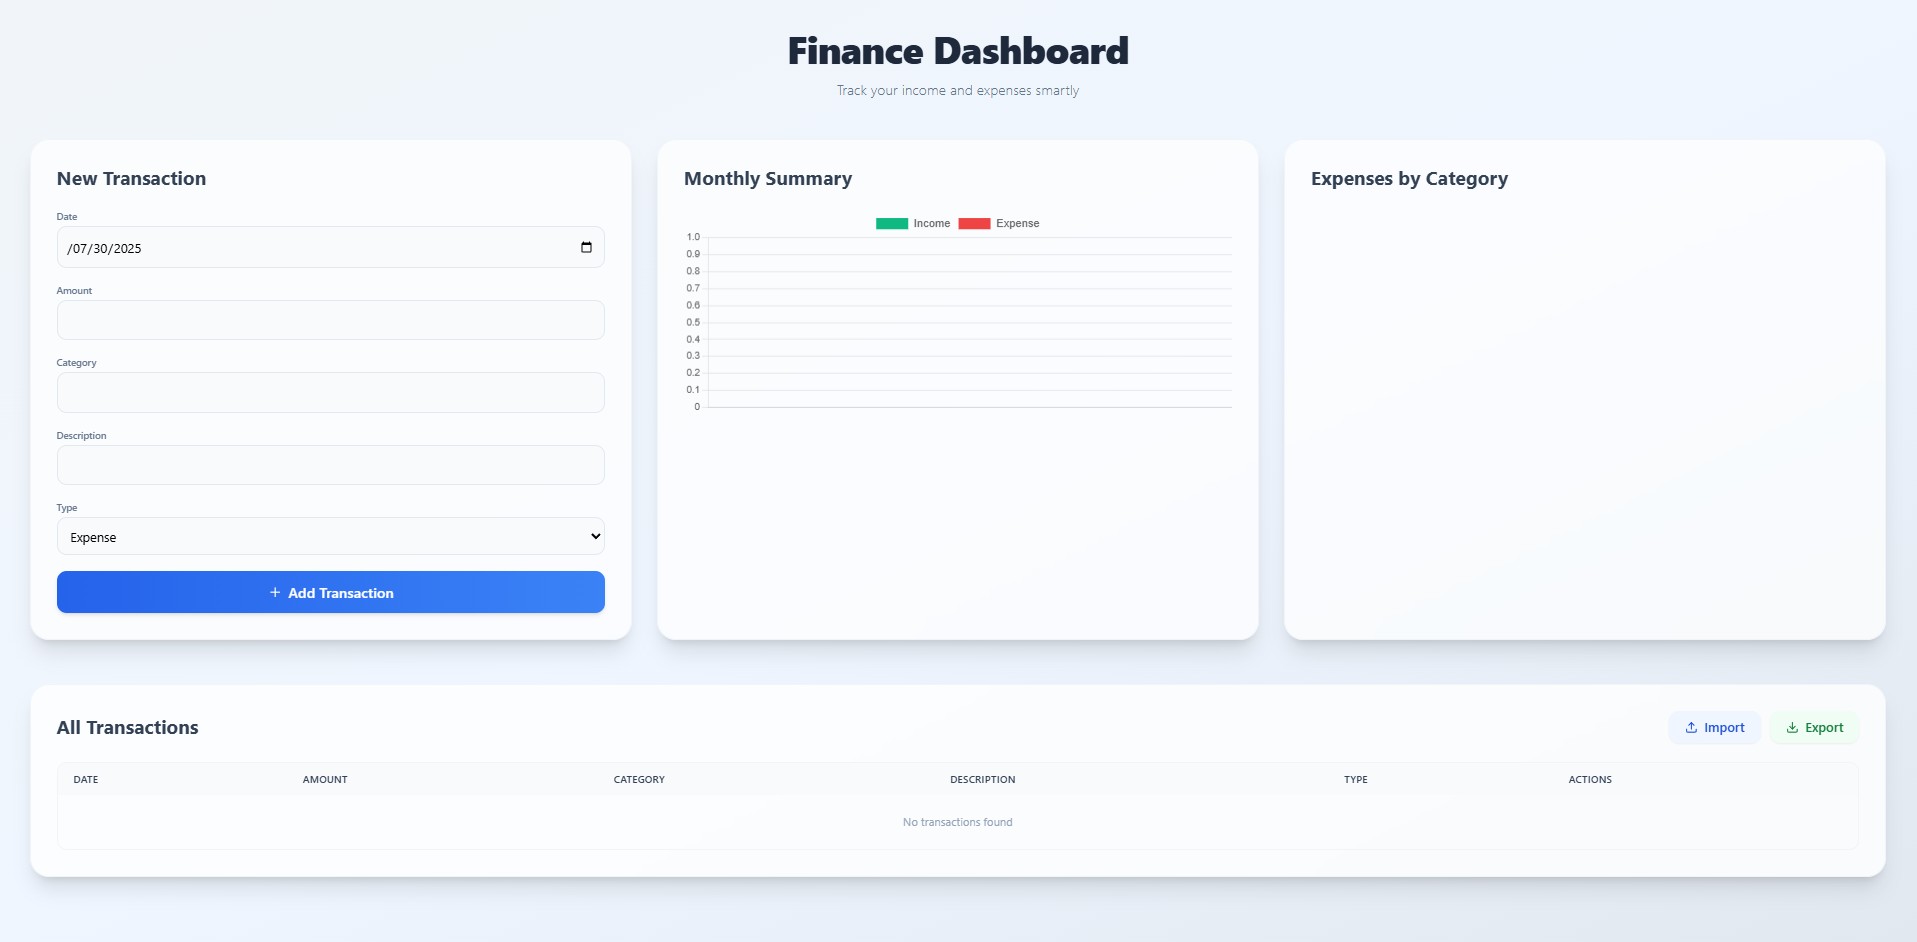 Finance Dashboard
Track your income and expenses smartly
New Transaction
Date
/07/30/2025
Amount
Category
Description
Type
Expense
+ Add Transaction
Monthly Summary
Income Expense
1.0
0.9
0.8
0.7
0.6
0.5
0.4
0.3
0.2
0.1
0
Expenses by Category
All Transactions
Import Export
DATE AMOUNT CATEGORY DESCRIPTION TYPE ACTIONS
No transactions found